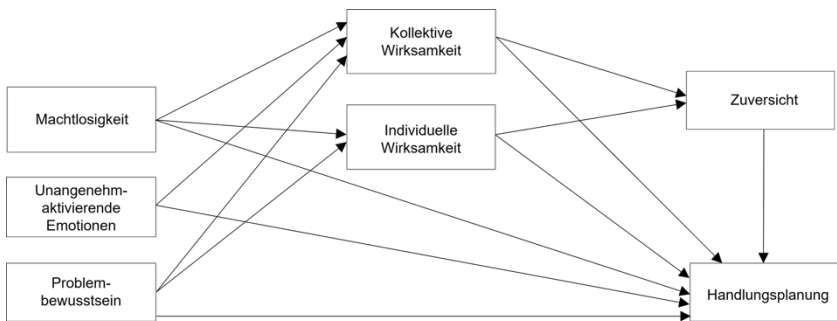 Kollektive
Wirksamkeit
Machtlosigkeit
Individuelle
Wirksamkeit
Zuversicht
Unangenehm-
aktivierende
Emotionen
Problem-
bewusstsein
Handlungsplanung